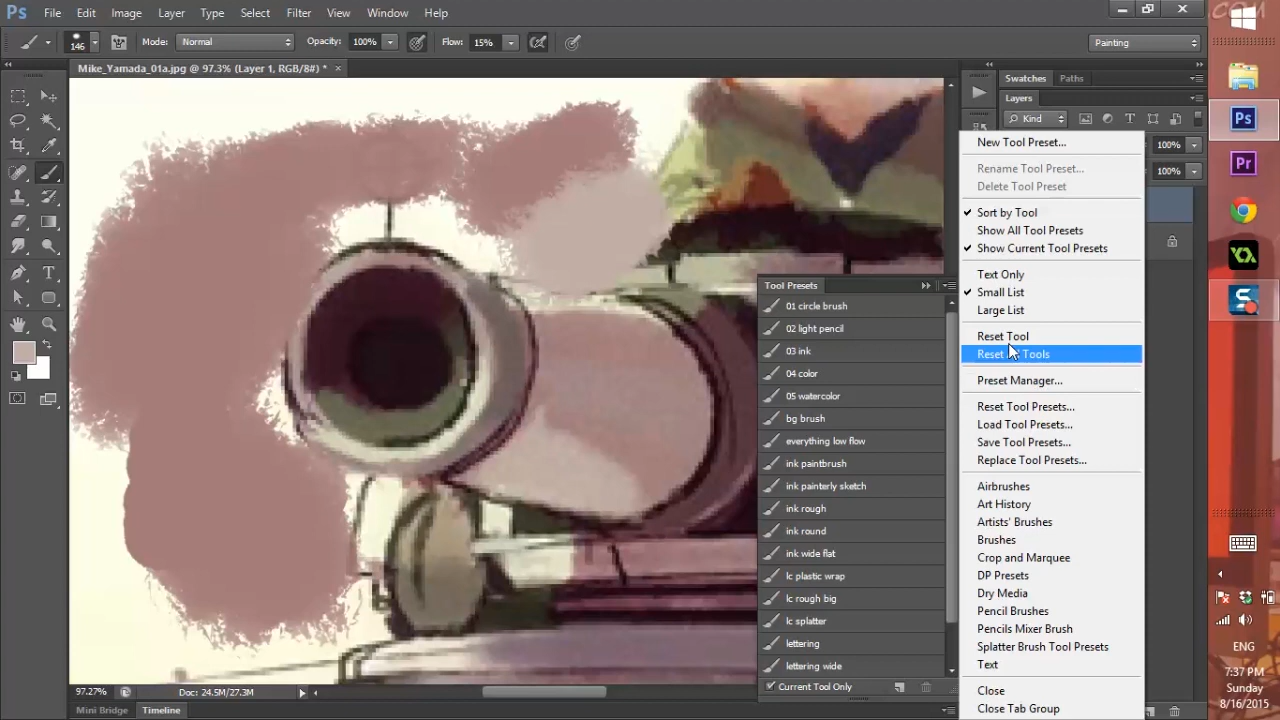 Ps File Edit Image Layer Type Select Filter View Window Help
146 Mode: Normal Opacity: 100% Flow: 15% Painting
Mike_Yamada_01a.jpg @ 97.3% (Layer 1, RGB/8#) * ×
Swatches Paths
Layers
Kind
100%
100%
New Tool Preset...
Rename Tool Preset...
Delete Tool Preset
Sort by Tool
Show All Tool Presets
Show Current Tool Presets
Text Only
Small List
Large List
Reset Tool
Reset All Tools
Preset Manager...
Reset Tool Presets...
Load Tool Presets...
Save Tool Presets...
Replace Tool Presets...
Airbrushes
Art History
Artists' Brushes
Brushes
Crop and Marquee
DP Presets
Dry Media
Pencil Brushes
Pencils Mixer Brush
Splatter Brush Tool Presets
Text
Close
Close Tab Group
Tool Presets
01 circle brush
02 light pencil
03 ink
04 color
05 watercolor
bg brush
everything low flow
ink paintbrush
ink painterly sketch
ink rough
ink round
ink wide flat
lc plastic wrap
lc rough big
lc splatter
lettering
lettering wide
Current Tool Only
97.27% Doc: 24.5M/27.3M
Mini Bridge Timeline
COM
Ps
Pr
ENG
7:37 PM
Sunday
8/16/2015